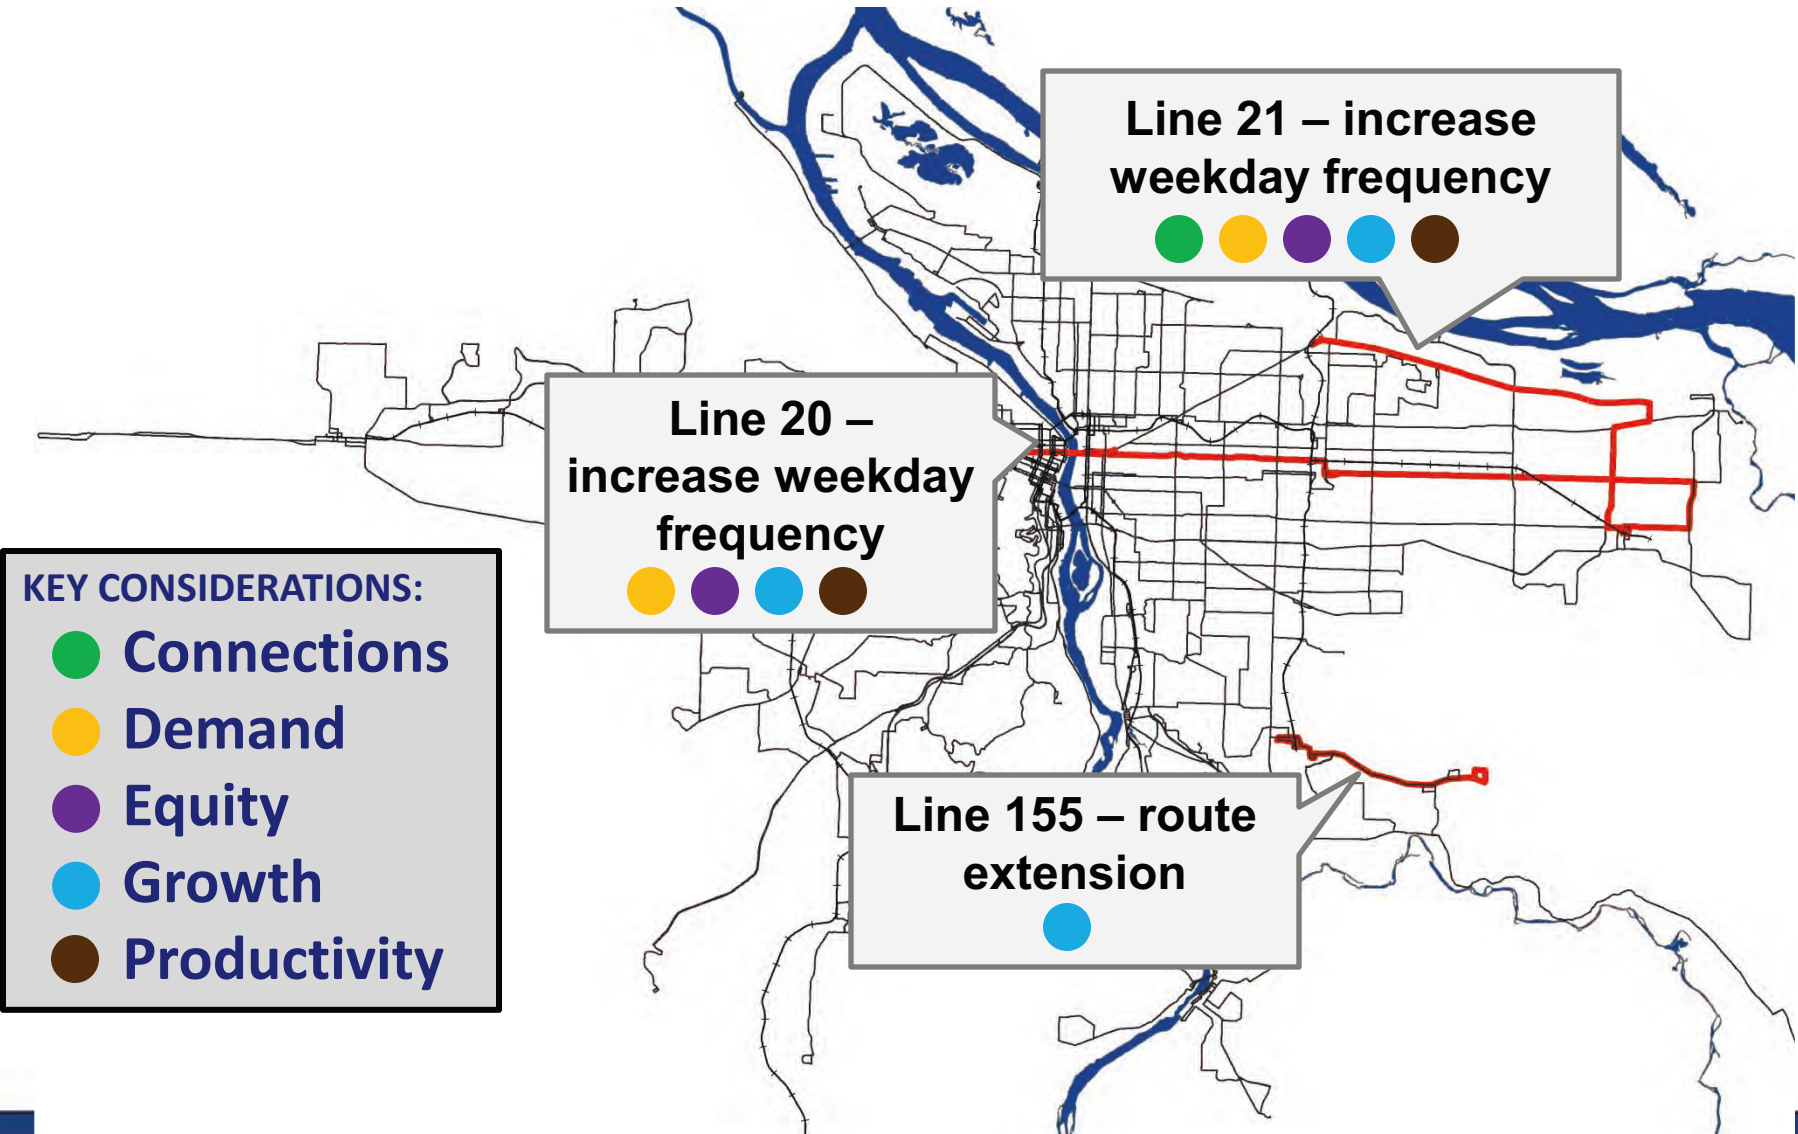 Line 21 – increase
weekday frequency
Line 20 –
increase weekday
frequency
KEY CONSIDERATIONS:
Connections
Demand
Equity
Growth
Productivity
Line 155 – route
extension